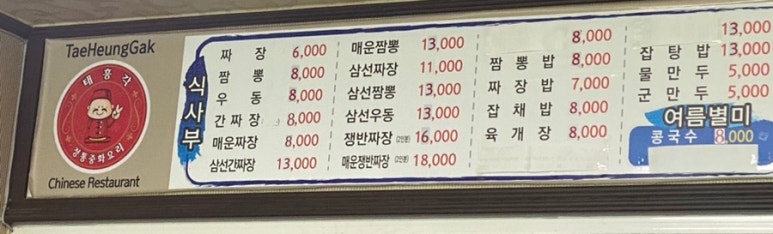 TaeHeungGak
태흥각
정통중화요리
Chinese Restaurant
식사부
짜장 6,000
짬뽕 8,000
우동 8,000
간짜장 8,000
매운짜장 8,000
삼선간짜장 13,000
매운짬뽕 13,000
삼선짜장 11,000
삼선짬뽕 13,000
삼선우동 13,000
쟁반짜장 (2인분) 16,000
매운쟁반짜장 (2인분) 18,000
8,000
짬뽕밥 8,000
짜장밥 7,000
잡채밥 8,000
육개장 8,000
13,000
잡탕밥 13,000
물만두 5,000
군만두 5,000
여름별미
콩국수 8,000